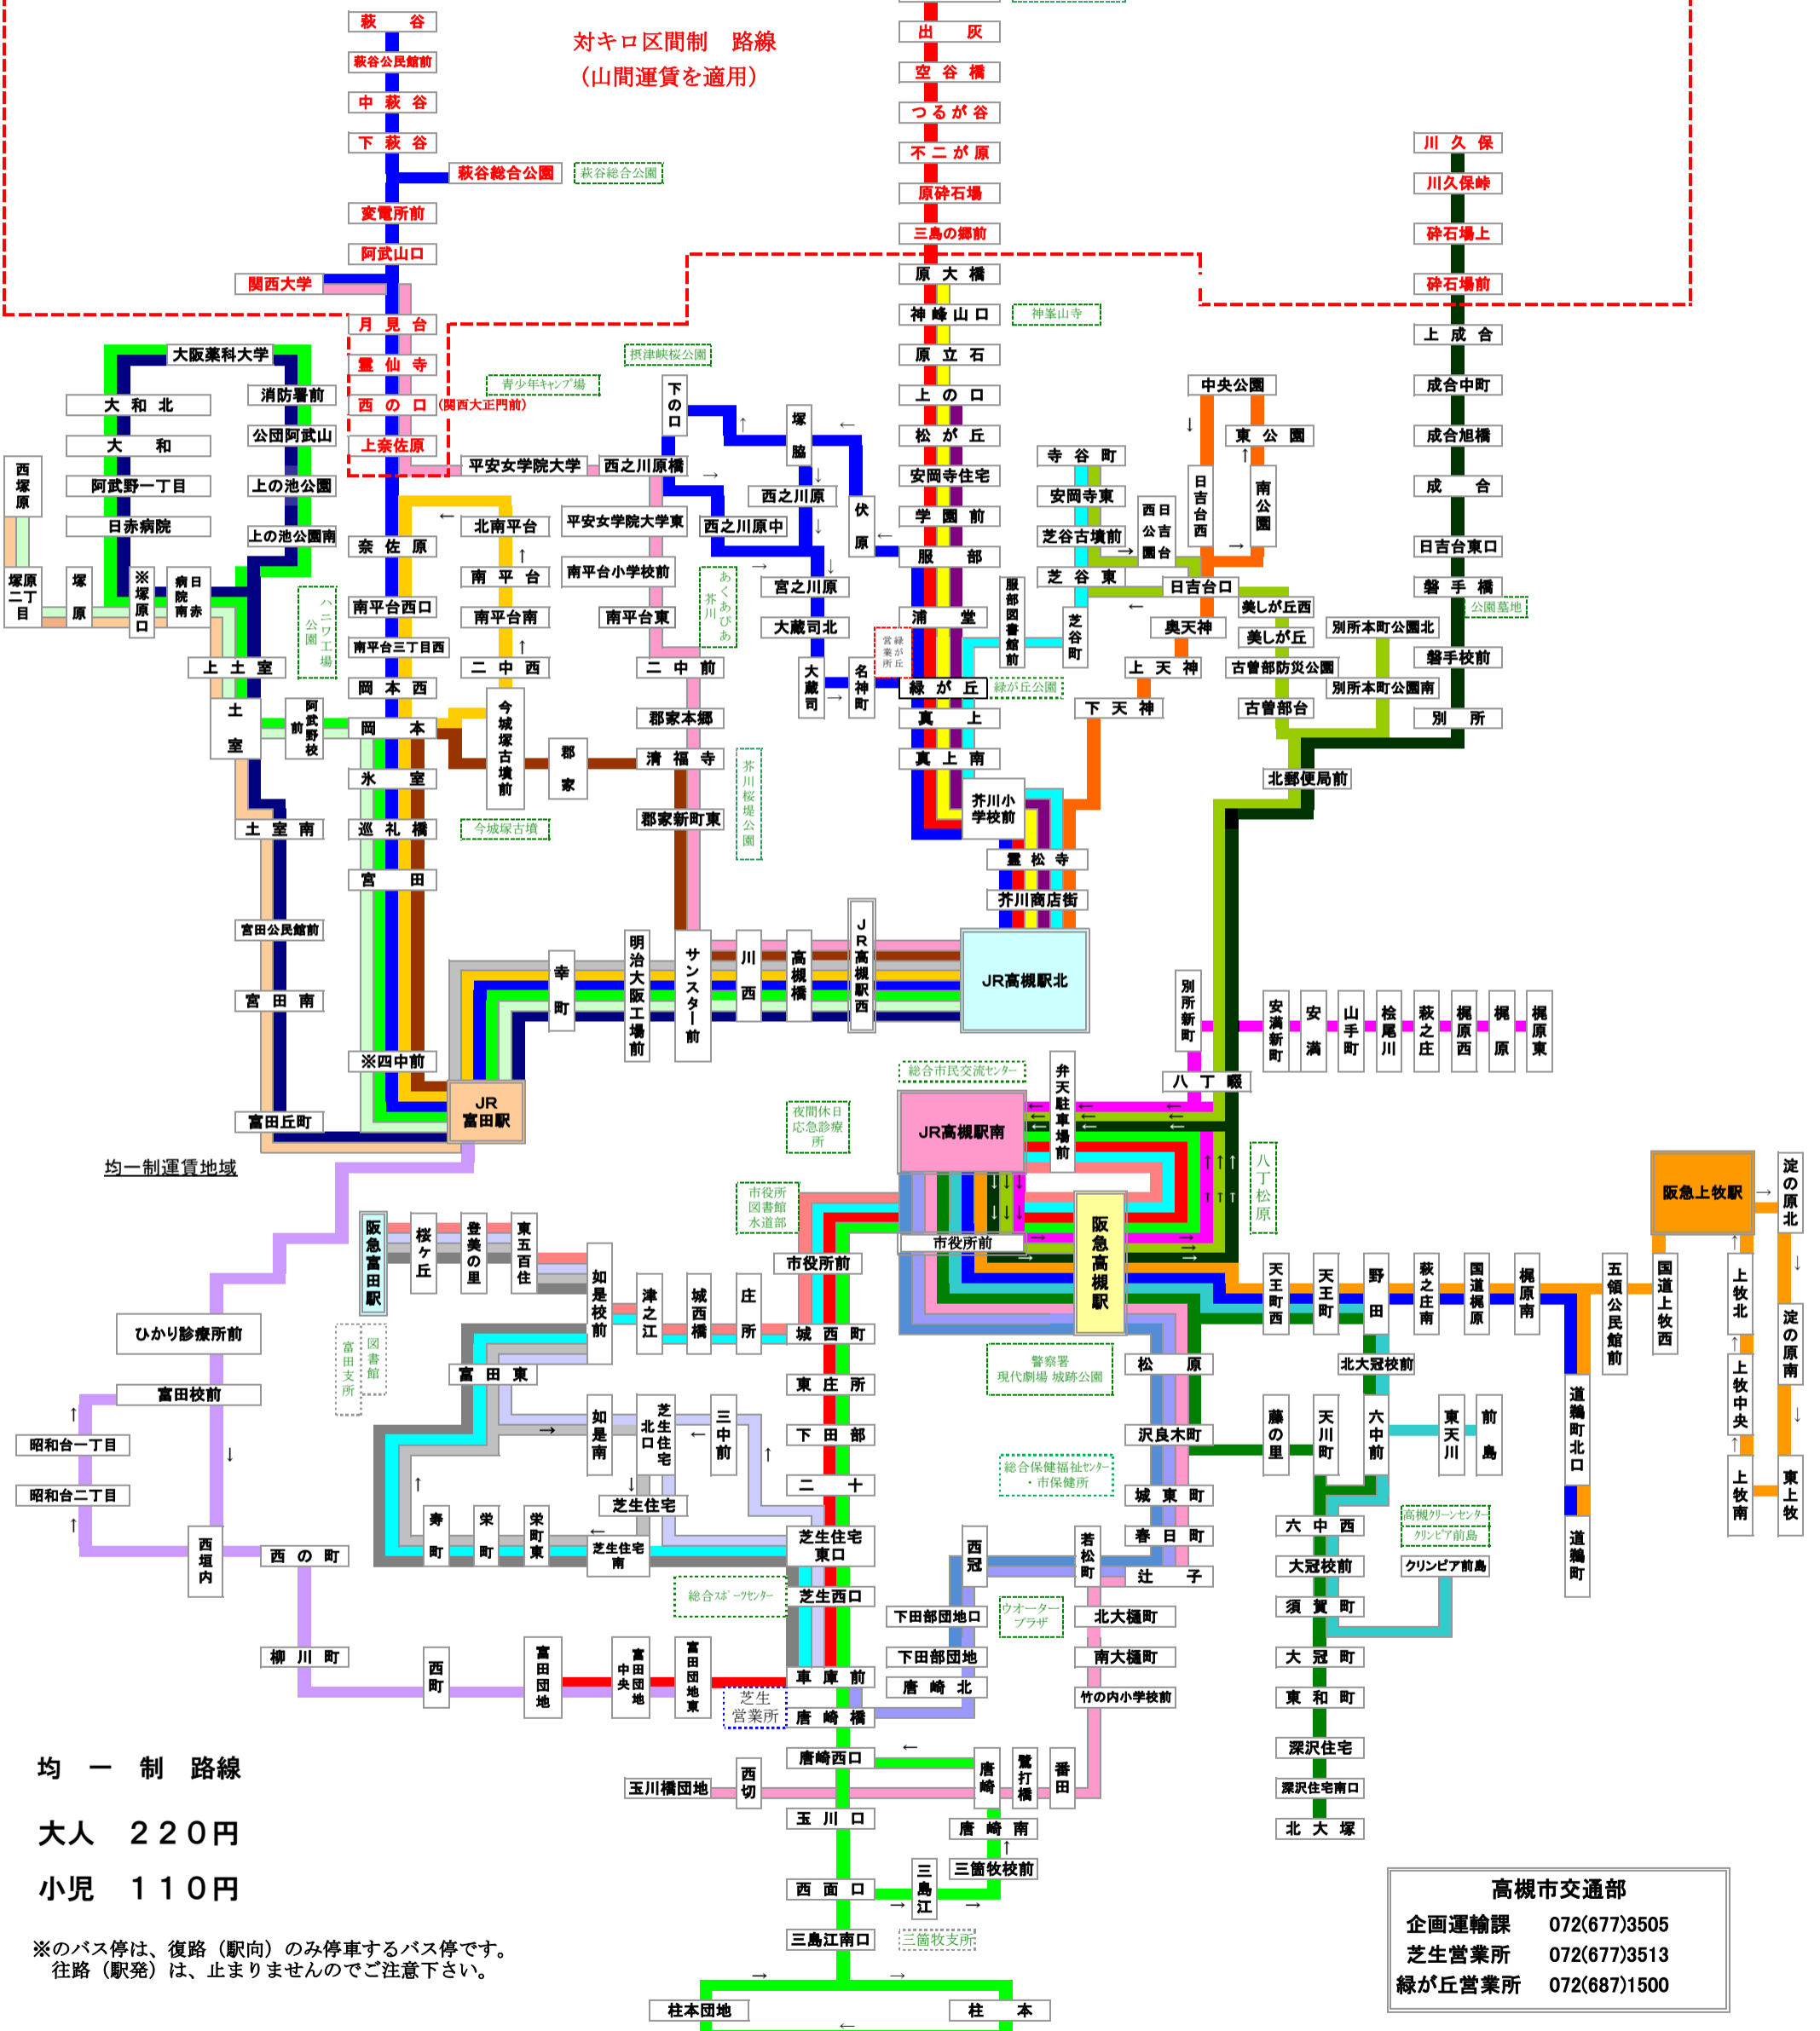 萩谷
萩谷公民館前
中萩谷
下萩谷
萩谷総合公園
萩谷総合公園
変電所前
阿武山口
関西大学
月見台
霊仙寺
西の口
(関西大正門前)
上奈佐原
対キロ区間制 路線
(山間運賃を適用)
出灰
空谷橋
つるが谷
不二が原
原砕石場
三島の郷前
原大橋
神峰山口
神峯山寺
原立石
上の口
松が丘
安岡寺住宅
学園前
服部
浦堂
緑が丘
営業所
緑が丘
緑が丘公園
真上
真上南
芥川小
学校前
霊松寺
芥川商店街
JR高槻駅北
川久保
川久保峠
砕石場上
砕石場前
上成合
成合中町
成合旭橋
成合
日吉台東口
磐手橋
公園墓地
磐手校前
別所
大阪薬科大学
消防署前
公団阿武山
上の池公園
上の池公園南
大和北
大和
阿武野一丁目
日赤病院
西塚原
塚原二丁目
塚原
※塚原口
日赤病院南
ハニワ工場公園
上土室
土室
阿武野校前
土室南
宮田公民館前
宮田南
富田丘町
奈佐原
南平台西口
南平台三丁目西
岡本西
岡本
氷室
巡礼橋
宮田
※四中前
JR
富田駅
北南平台
南平台
南平台南
二中西
今城塚古墳前
今城塚古墳
郡家
青少年キャンプ場
摂津峡桜公園
平安女学院大学
西之川原橋
平安女学院大学東
南平台小学校前
南平台東
二中前
郡家本郷
清福寺
郡家新町東
芥川桜堤公園
あくあぴあ芥川
下の口
塚脇
西之川原
西之川原中
伏原
宮之川原
大蔵司北
大蔵司
名神町
服部図書館前
寺谷町
安岡寺東
芝谷古墳前
芝谷東
芝谷町
中央公園
東公園
日吉台西
南公園
日吉台西公園
日吉台口
奥天神
上天神
下天神
美しが丘西
美しが丘
古曽部防災公園
古曽部台
別所本町公園北
別所本町公園南
北郵便局前
幸町
明治大阪工場前
サンスター前
川西
高槻橋
JR高槻駅西
別所新町
安満新町
安満
山手町
桧尾川
萩之庄
梶原西
梶原
梶原東
八丁畷
八丁松原
総合市民交流センター
弁天駐車場前
JR高槻駅南
夜間休日
応急診療
所
市役所
図書館
水道部
市役所前
市役所前
阪急高槻駅
均一制運賃地域
阪急富田駅
桜ヶ丘
登美の里
東五百住
如是校前
津之江
城西橋
庄所
城西町
東庄所
下田部
二十
芝生住宅
東口
芝生西口
車庫前
唐崎橋
唐崎西口
玉川口
西面口
三島江南口
柱本団地
柱本
ひかり診療所前
富田校前
昭和台一丁目
昭和台二丁目
西垣内
西の町
柳川町
西町
富田団地
富田団地中央
富田団地東
図書館
富田支所
富田東
如是南
芝生住宅北口
三中前
芝生住宅
寿町
栄町
栄町東
芝生住宅
南
総合スポーツセンター
芝生
営業所
警察署
現代劇場 城跡公園
総合保健福祉センター
・市保健所
松原
沢良木町
城東町
春日町
辻子
若松町
西冠
下田部団地口
下田部団地
唐崎北
ウオーター
プラザ
北大樋町
南大樋町
竹の内小学校前
番田
鷺打橋
唐崎
西切
玉川橋団地
唐崎南
三箇牧校前
三島江
三箇牧支所
天王町西
天王町
野田
萩之庄南
国道梶原
梶原南
五領公民館前
国道上牧西
阪急上牧駅
淀の原北
淀の原南
東上牧
上牧北
上牧中央
上牧南
道鵜町北口
道鵜町
北大冠校前
藤の里
天川町
六中前
東天川
前島
六中西
大冠校前
須賀町
大冠町
東和町
深沢住宅
深沢住宅南口
北大塚
高槻クリーンセンター
クリンピア前島
クリンピア前島
均一制 路線
大人 220円
小児 110円
※のバス停は、復路（駅向）のみ停車するバス停です。
往路（駅発）は、止まりませんのでご注意下さい。
高槻市交通部
企画運輸課 072(677)3505
芝生営業所 072(677)3513
緑が丘営業所 072(687)1500